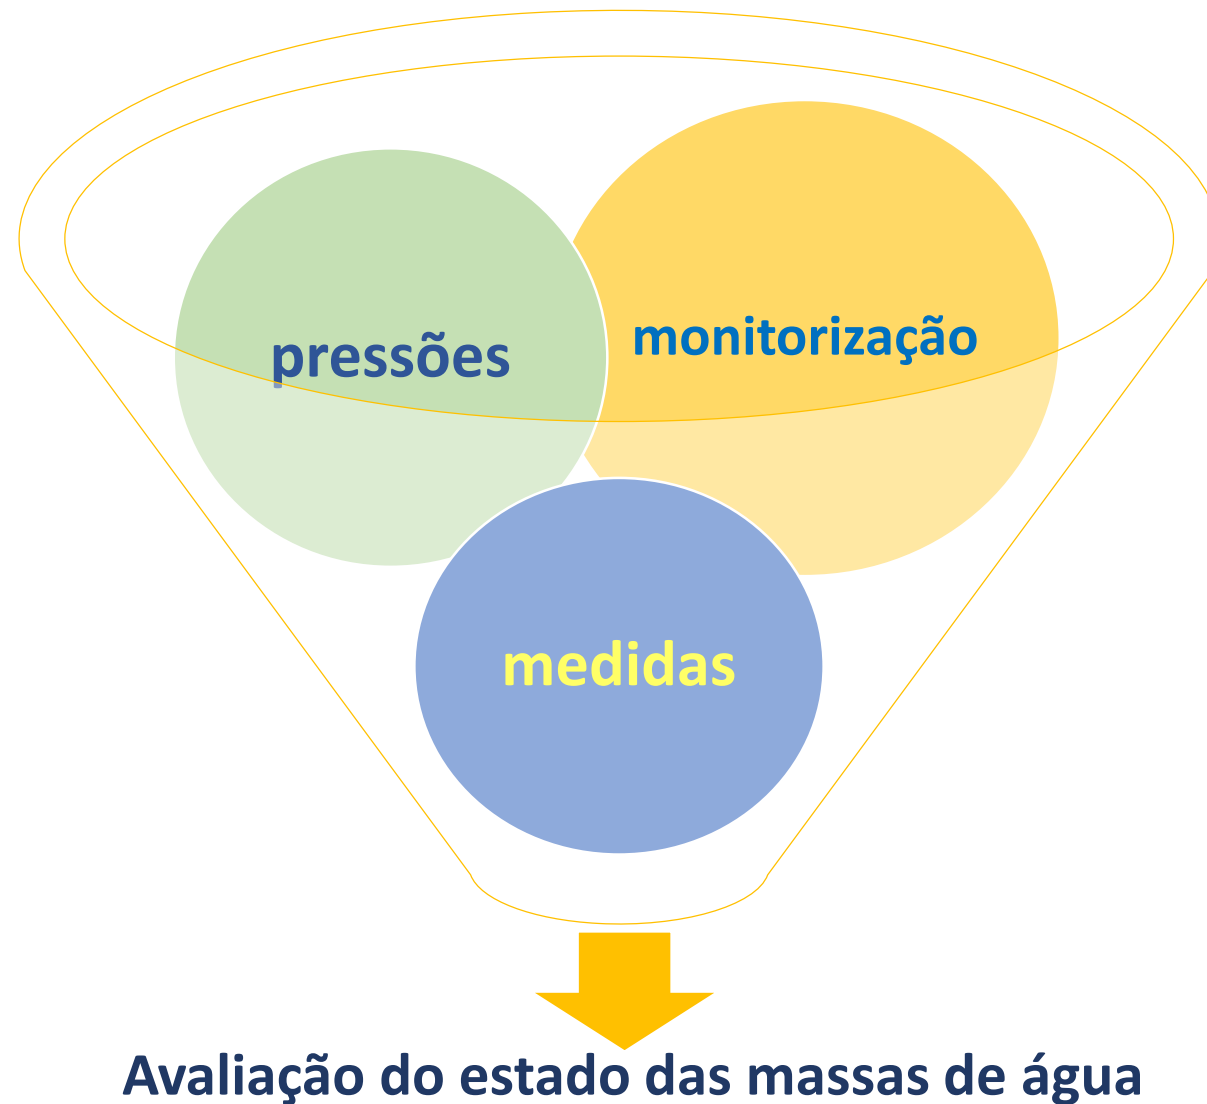 pressões
monitorização
medidas
Avaliação do estado das massas de água